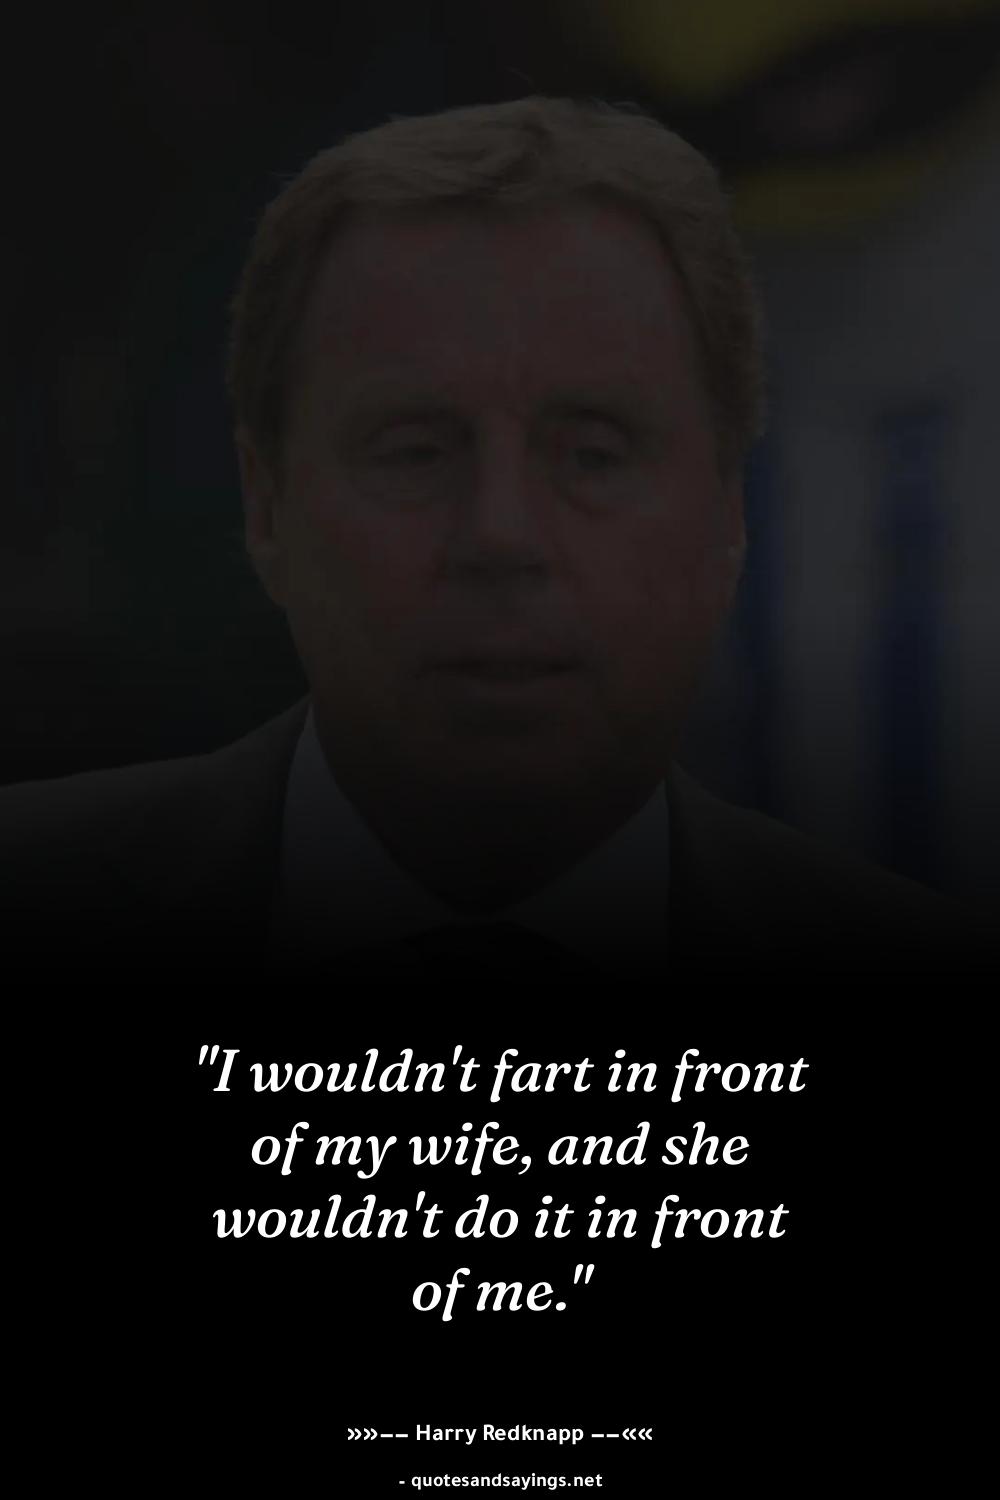 "I wouldn't fart in front
of my wife, and she
wouldn't do it in front
of me."
»»−− Harry Redknapp −−««
- quotesandsayings.net